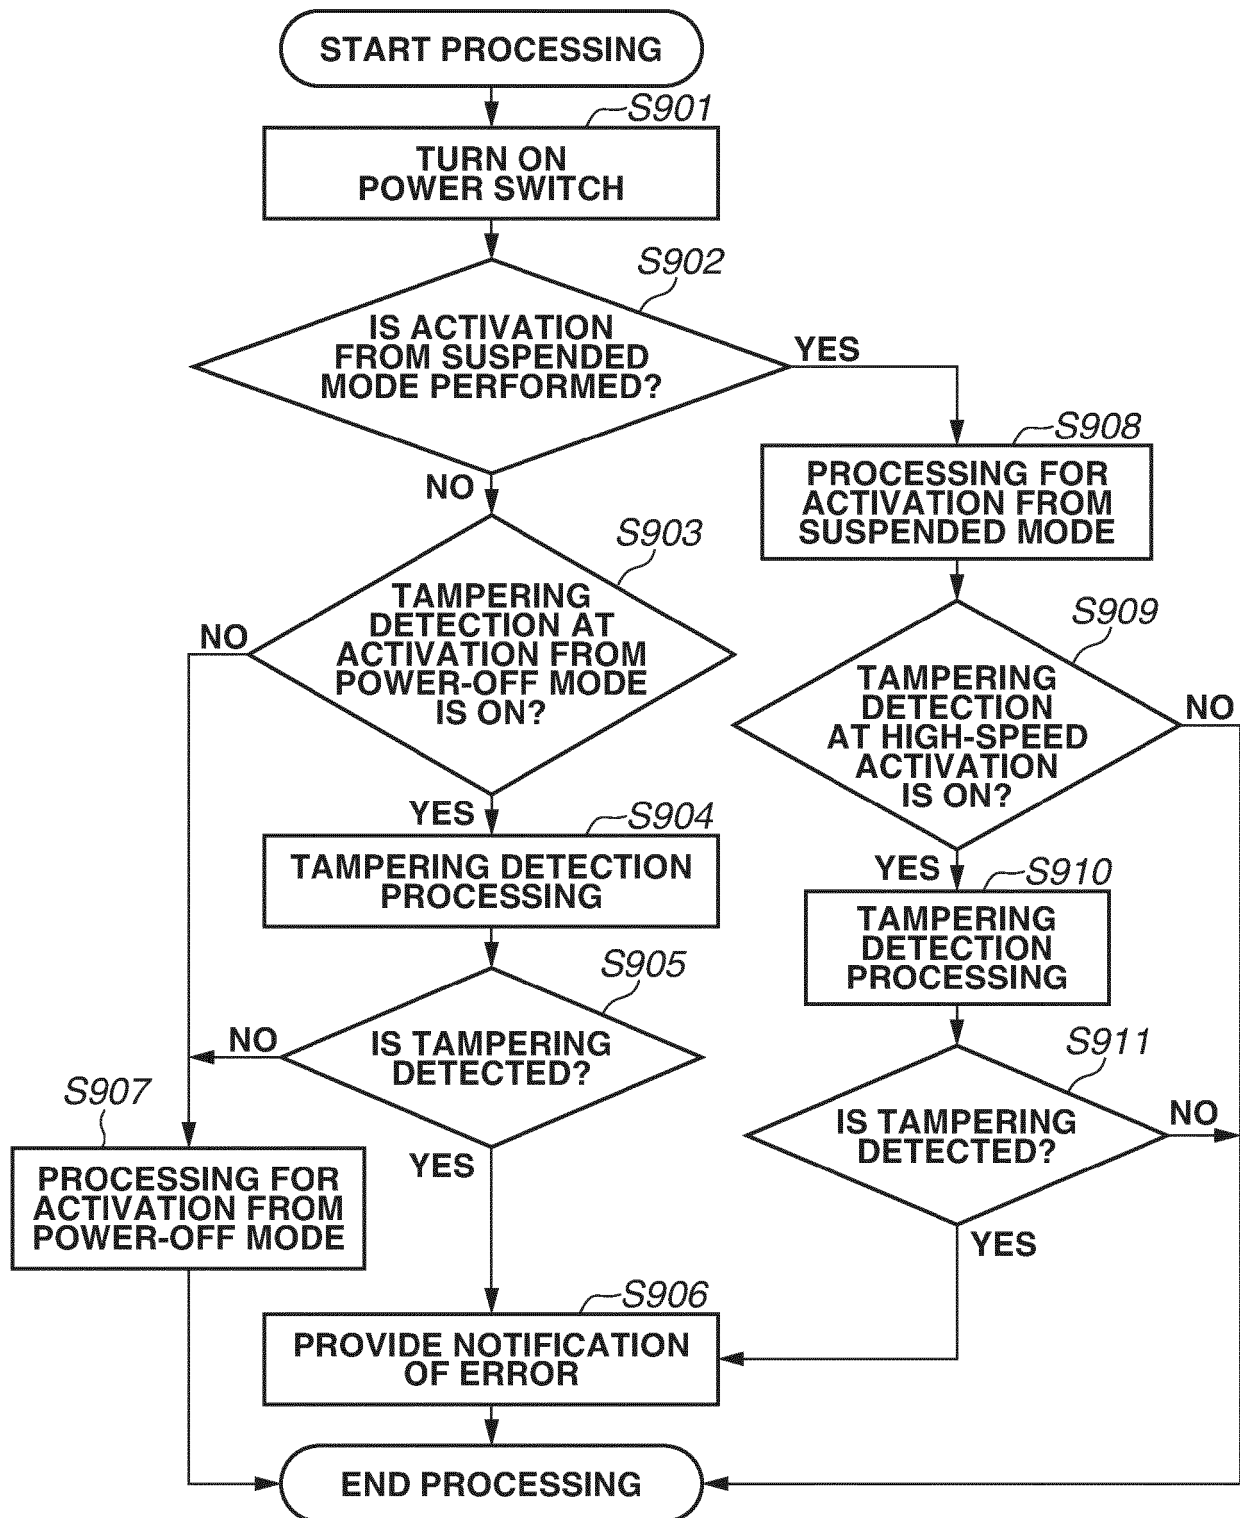 START PROCESSING
S901
TURN ON
POWER SWITCH
S902
IS ACTIVATION
FROM SUSPENDED
MODE PERFORMED?
YES
NO
S908
PROCESSING FOR
ACTIVATION FROM
SUSPENDED MODE
S903
TAMPERING
DETECTION AT
ACTIVATION FROM
POWER-OFF MODE
IS ON?
NO
YES
S909
TAMPERING
DETECTION
AT HIGH-SPEED
ACTIVATION
IS ON?
NO
YES
S904
TAMPERING DETECTION
PROCESSING
S910
TAMPERING
DETECTION
PROCESSING
S905
IS TAMPERING
DETECTED?
NO
YES
S911
IS TAMPERING
DETECTED?
NO
YES
S907
PROCESSING FOR
ACTIVATION FROM
POWER-OFF MODE
S906
PROVIDE NOTIFICATION
OF ERROR
END PROCESSING